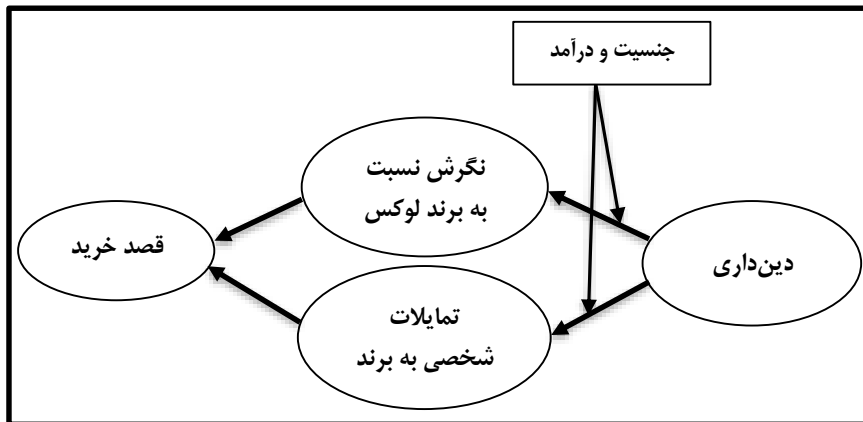 جنسیت و درآمد
نگرش نسبت
به برند لوکس
قصد خرید
دین‌داری
تمایلات
شخصی به برند